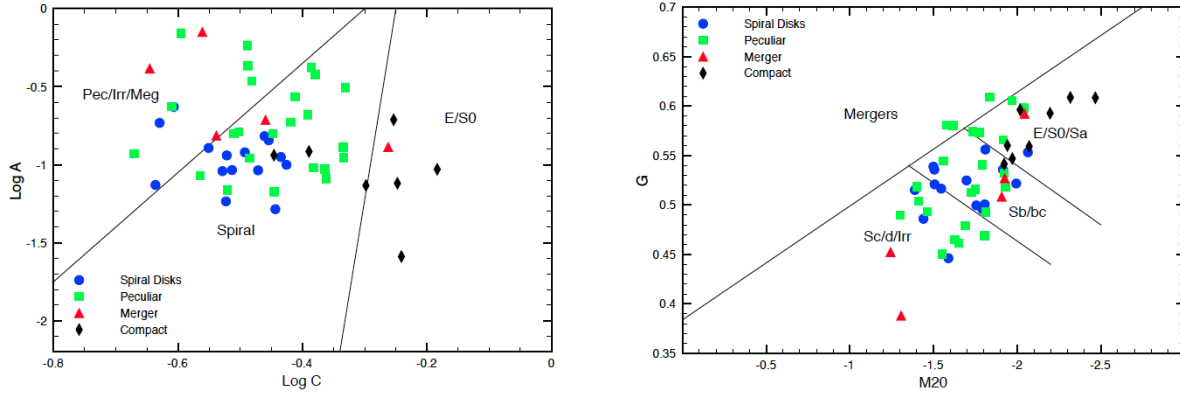 0
-0.5
-1
-1.5
-2
Log A
Pec/Irr/Meg
E/S0
Spiral
Spiral Disks
Peculiar
Merger
Compact
-0.8
-0.6
-0.4
-0.2
0
Log C
0.7
0.65
0.6
0.55
0.5
0.45
0.4
0.35
G
Spiral Disks
Peculiar
Merger
Compact
Mergers
E/S0/Sa
Sb/bc
Sc/d/Irr
-0.5
-1
-1.5
-2
-2.5
M20